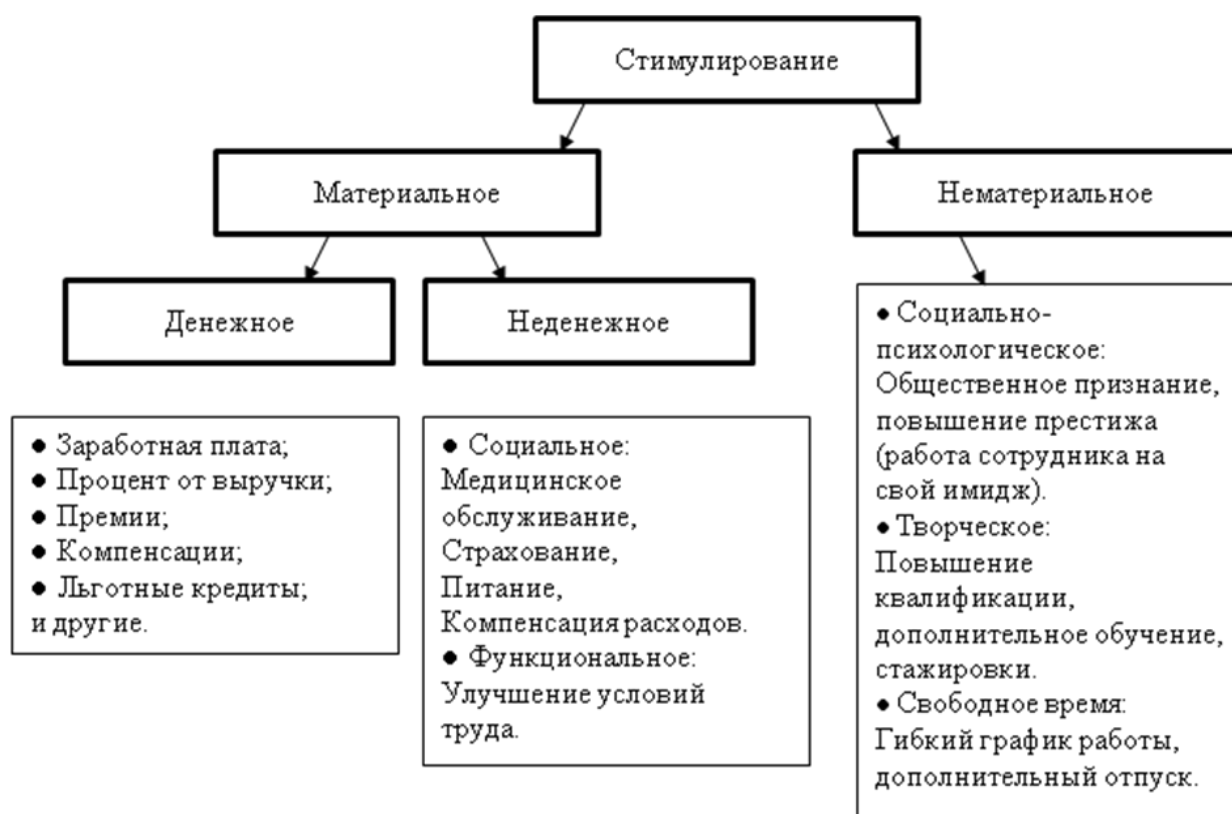 Стимулирование
Материальное
Нематериальное
Денежное
Неденежное
● Заработная плата;
● Процент от выручки;
● Премии;
● Компенсации;
● Льготные кредиты;
и другие.
● Социальное:
Медицинское
обслуживание,
Страхование,
Питание,
Компенсация расходов.
● Функциональное:
Улучшение условий
труда.
● Социально-
психологическое:
Общественное признание,
повышение престижа
(работа сотрудника на
свой имидж).
● Творческое:
Повышение
квалификации,
дополнительное обучение,
стажировки.
● Свободное время:
Гибкий график работы,
дополнительный отпуск.